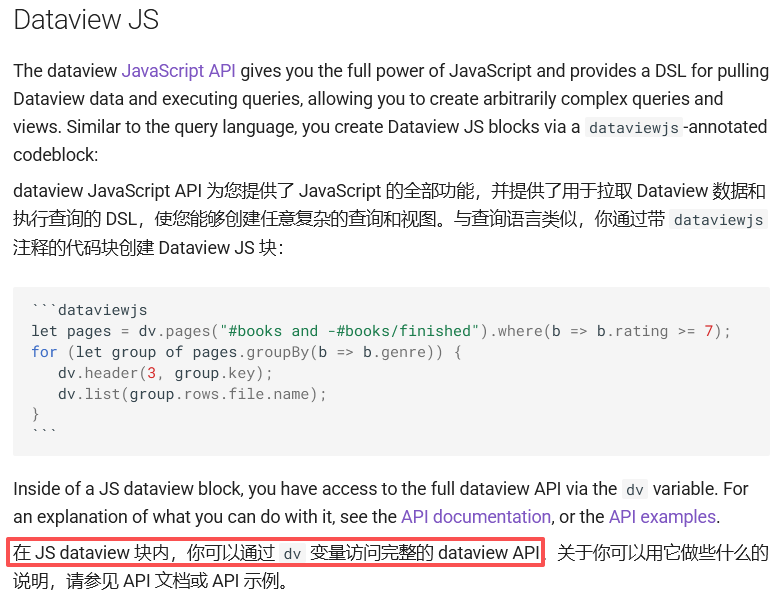 Dataview JS
The dataview JavaScript API gives you the full power of JavaScript and provides a DSL for pulling
Dataview data and executing queries, allowing you to create arbitrarily complex queries and
views. Similar to the query language, you create Dataview JS blocks via a dataviewjs-annotated
codeblock:
dataview JavaScript API 为您提供了 JavaScript 的全部功能，并提供了用于拉取 Dataview 数据和
执行查询的 DSL，使您能够创建任意复杂的查询和视图。与查询语言类似，你通过带 dataviewjs
注释的代码块创建 Dataview JS 块：
```dataviewjs
let pages = dv.pages("#books and -#books/finished").where(b => b.rating >= 7);
for (let group of pages.groupBy(b => b.genre)) {
   dv.header(3, group.key);
   dv.list(group.rows.file.name);
}
```
Inside of a JS dataview block, you have access to the full dataview API via the dv variable. For
an explanation of what you can do with it, see the API documentation, or the API examples.
在 JS dataview 块内，你可以通过 dv 变量访问完整的 dataview API 关于你可以用它做些什么的
说明，请参见 API 文档或 API 示例。